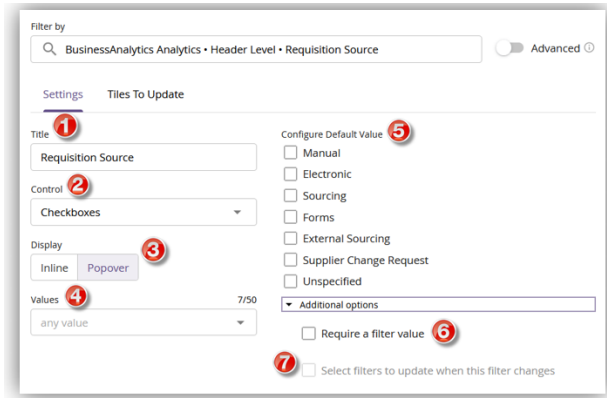 Filter by
BusinessAnalytics Analytics • Header Level • Requisition Source
Advanced
Settings
Tiles To Update
1
Title
Requisition Source
2
Control
Checkboxes
3
Display
Inline
Popover
4
Values
7/50
any value
5
Configure Default Value
Manual
Electronic
Sourcing
Forms
External Sourcing
Supplier Change Request
Unspecified
Additional options
Require a filter value
6
7
Select filters to update when this filter changes